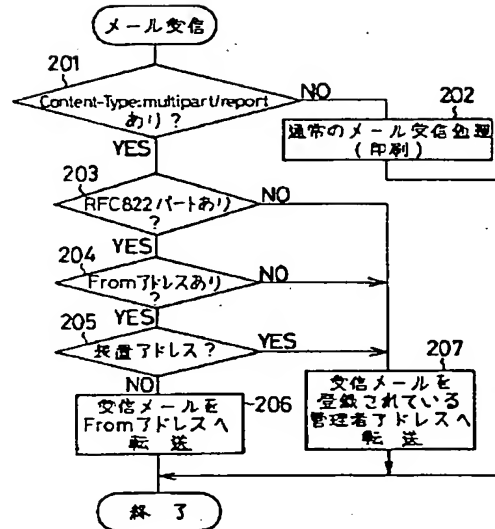 メール受信
201
Content-Type:multipart/report
あり?
NO
YES
202
通常のメール受信処理
(印刷)
203
RFC822パートあり
?
NO
YES
204
Fromアドレスあり
?
NO
YES
205
装置アドレス?
YES
NO
206
受信メールを
Fromアドレスへ
転送
207
受信メールを
登録されている
管理者アドレスへ
転送
終了